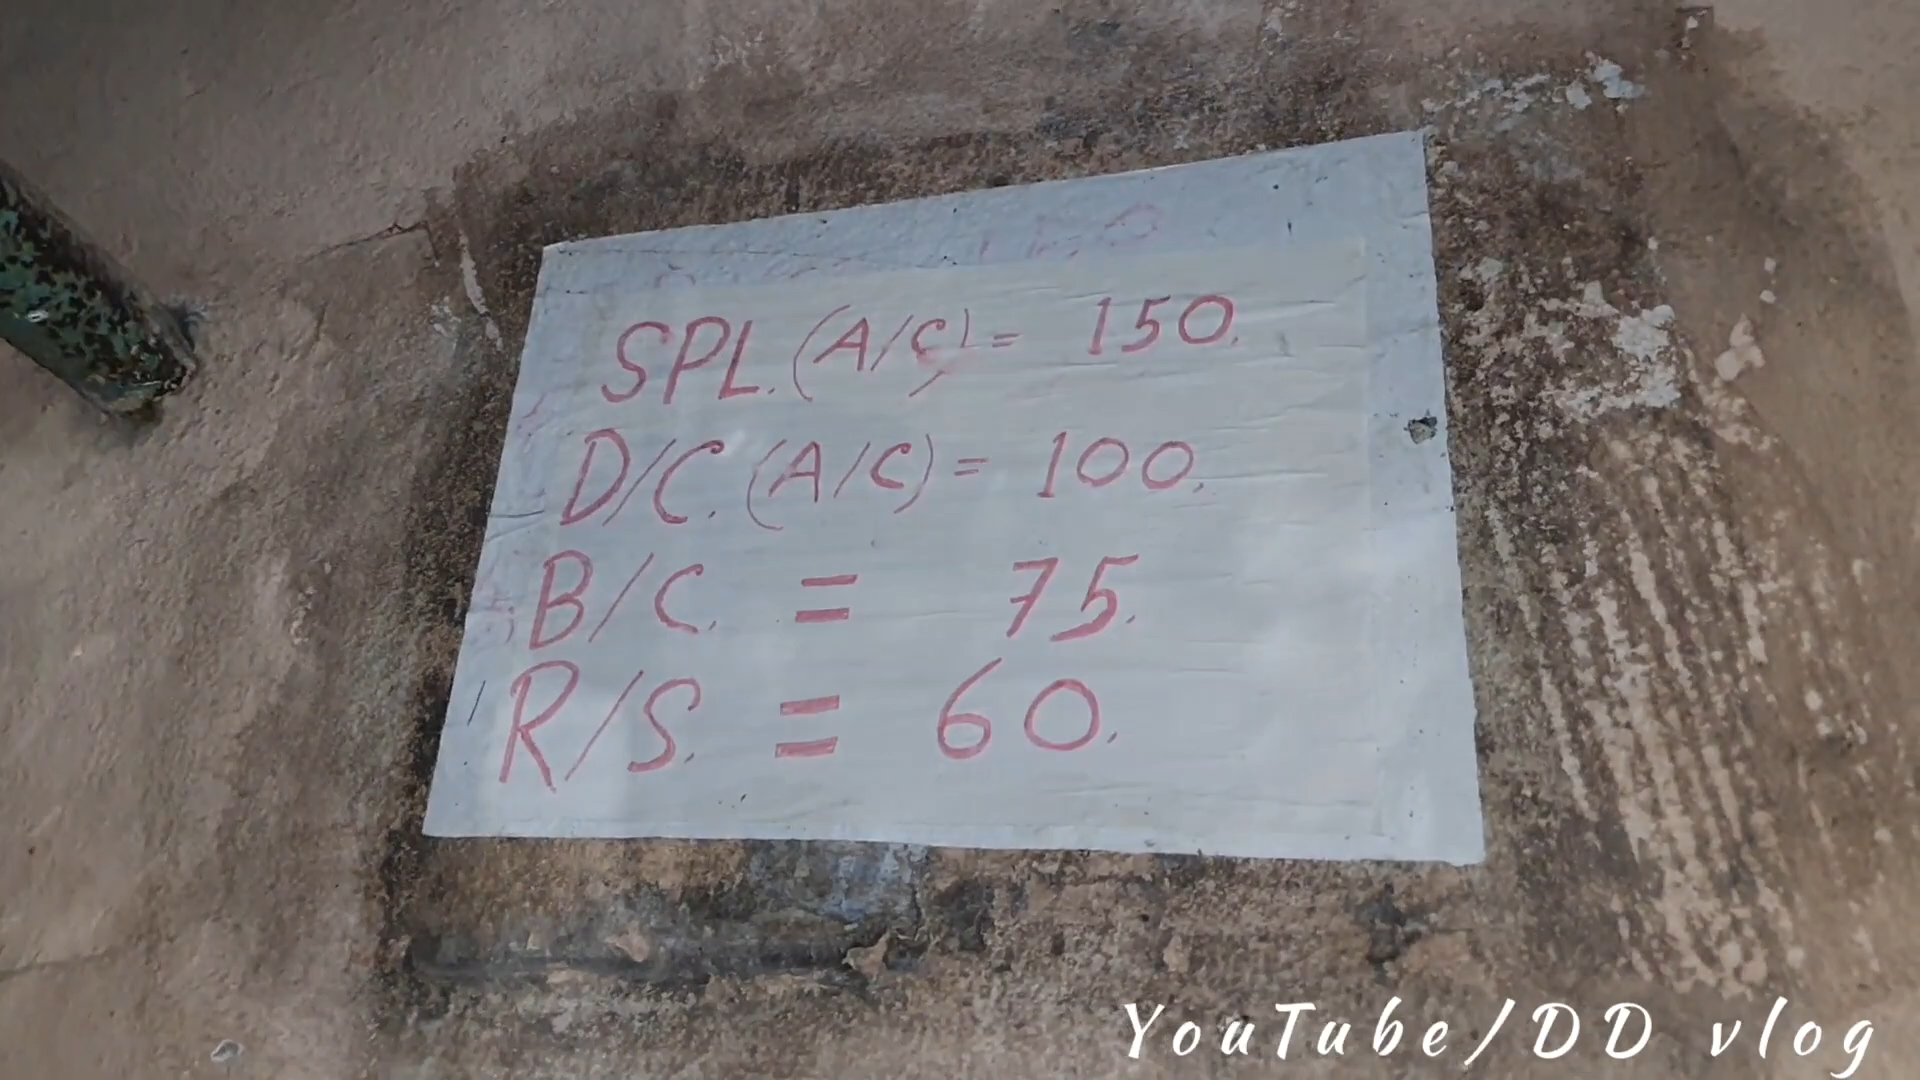 SPL. (A/C) = 150.
D/C. (A/C) = 100.
B/C. = 75.
R/S. = 60.
YouTube/DD vlog